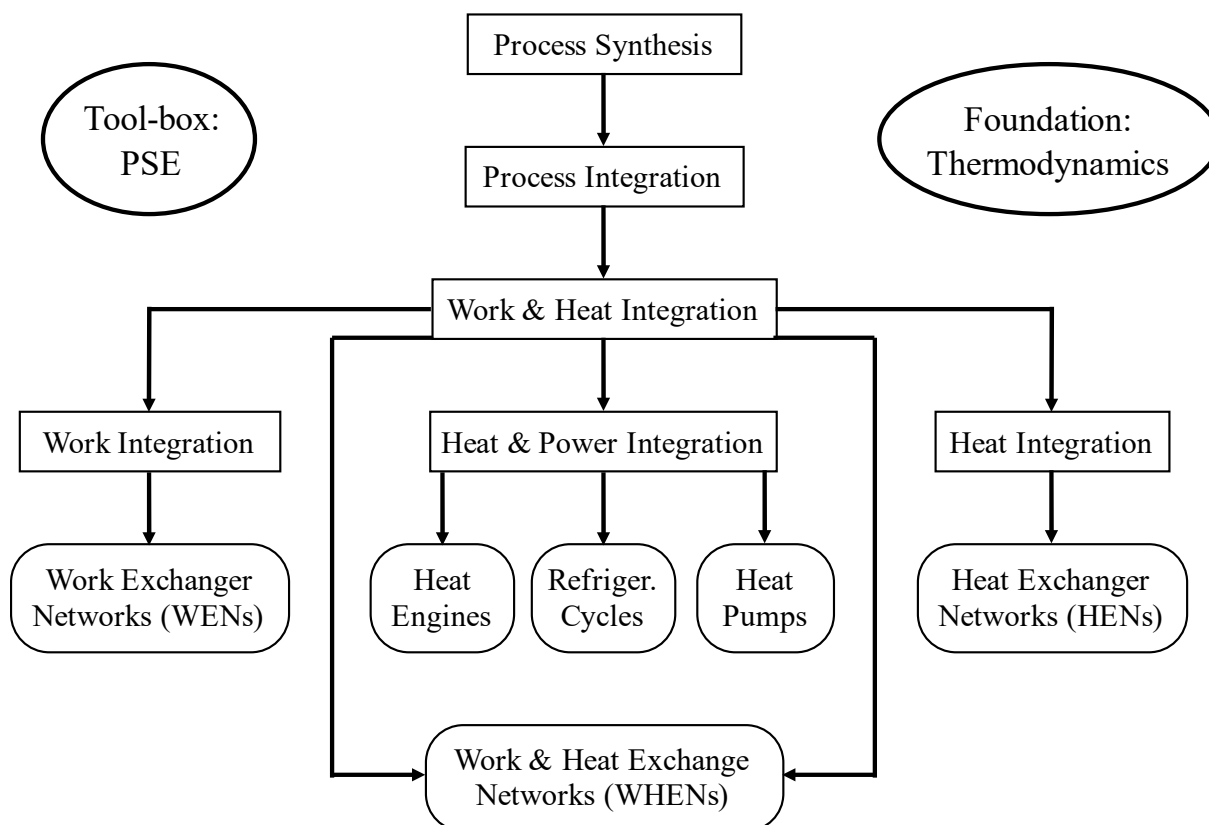 Process Synthesis
Tool-box:
PSE
Foundation:
Thermodynamics
Process Integration
Work & Heat Integration
Work Integration
Heat & Power Integration
Heat Integration
Work Exchanger
Networks (WENs)
Heat
Engines
Refriger.
Cycles
Heat
Pumps
Heat Exchanger
Networks (HENs)
Work & Heat Exchange
Networks (WHENs)